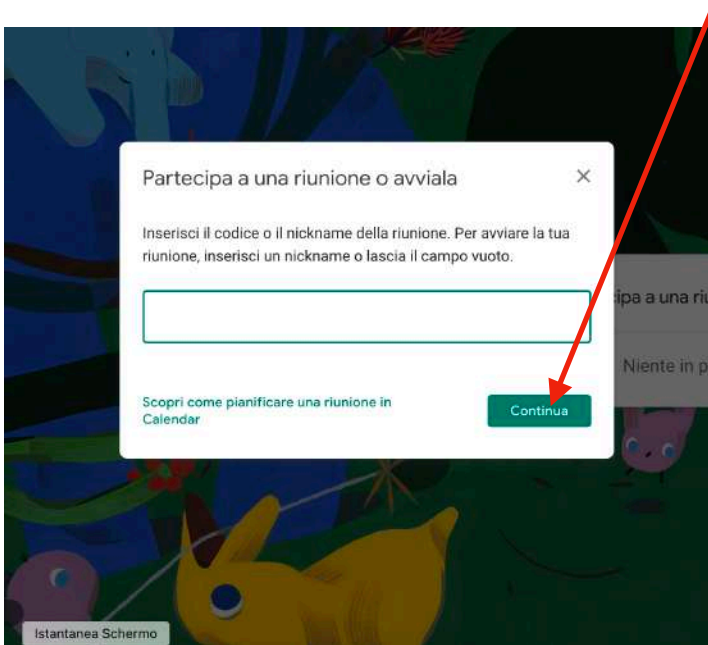 Partecipa a una riunione o avviala
Inserisci il codice o il nickname della riunione. Per avviare la tua
riunione, inserisci un nickname o lascia il campo vuoto.
ipa a una riu
Niente in p
Scopri come pianificare una riunione in
Calendar
Continua
Istantanea Schermo